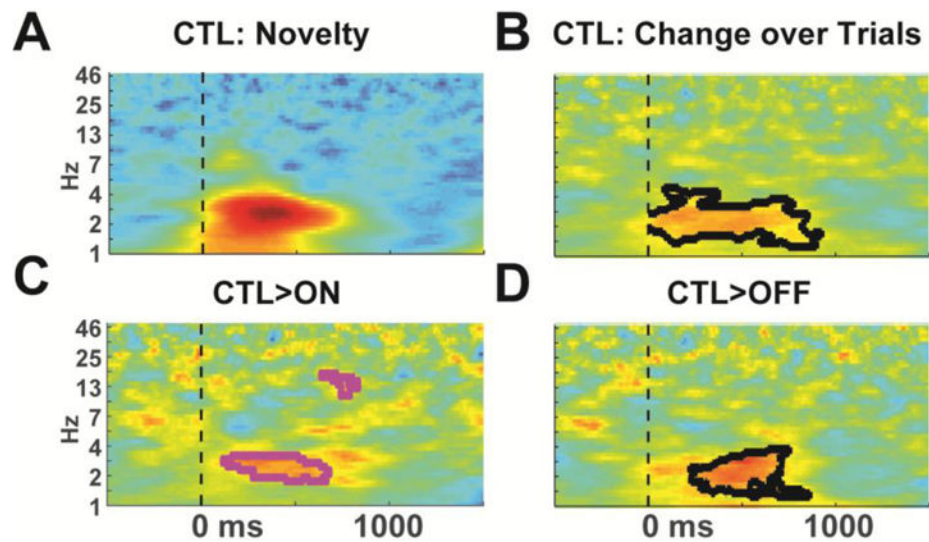 A CTL: Novelty
B CTL: Change over Trials
46
25
13
7
4
2
1
Hz
C CTL>ON
D CTL>OFF
46
25
13
7
4
2
1
Hz
0 ms 1000
0 ms 1000